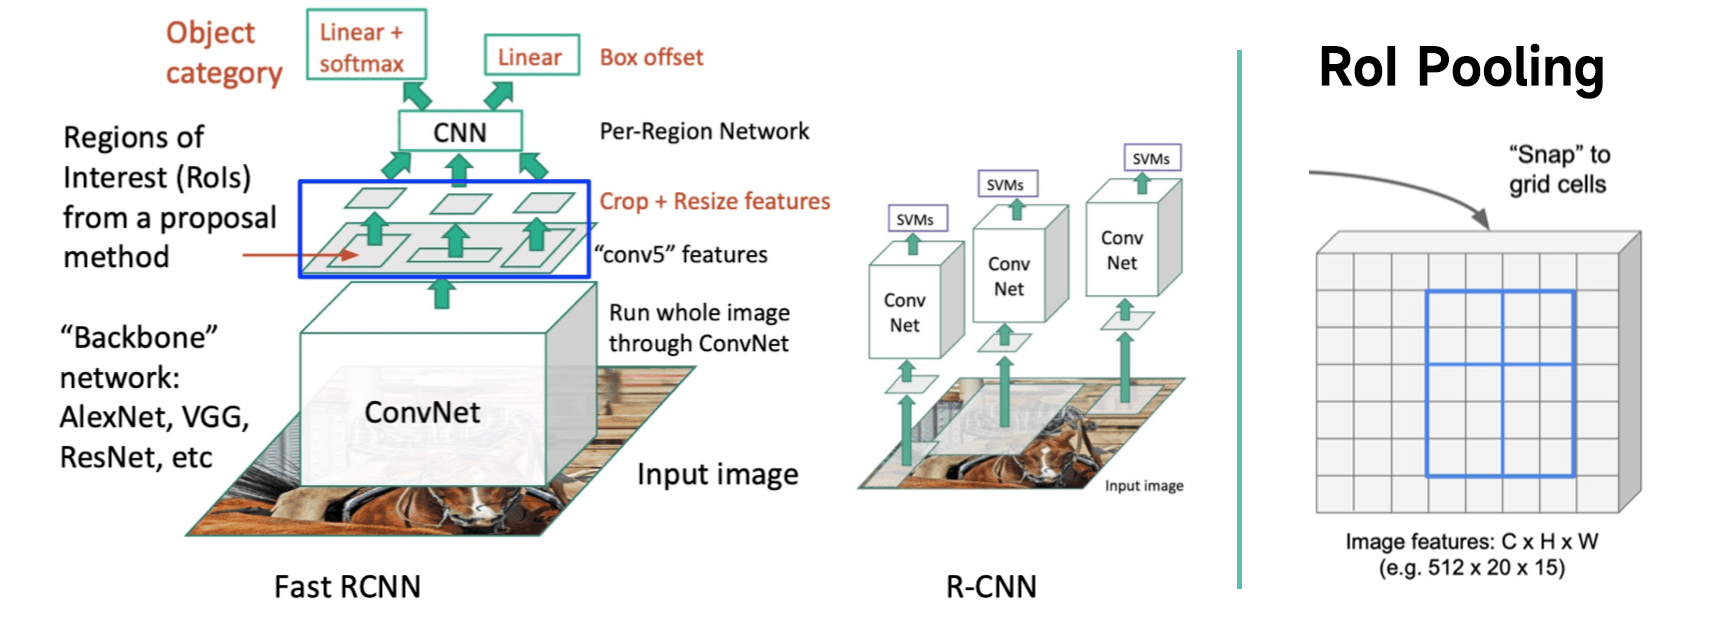 Object
category
Linear +
softmax
Linear
Box offset
CNN
Per-Region Network
Regions of
Interest (RoIs)
from a proposal
method
Crop + Resize features
“conv5” features
“Backbone”
network:
AlexNet, VGG,
ResNet, etc
Run whole image
through ConvNet
ConvNet
Input image
Fast RCNN
SVMs
SVMs
SVMs
Conv
Net
Conv
Net
Conv
Net
Input image
R-CNN
RoI Pooling
“Snap” to
grid cells
Image features: C x H x W
(e.g. 512 x 20 x 15)